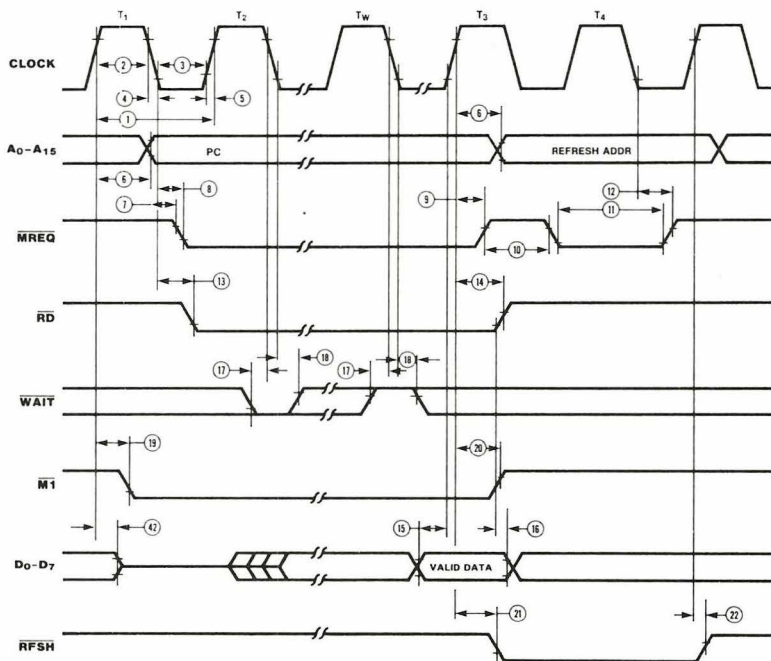 T1 T2 TW T3 T4
CLOCK
2 3
4 5
1 6
A0-A15 PC REFRESH ADDR
6 8 12
7 9 11
MREQ
10
13 14
RD
17 18 17 18
WAIT
19 20
M1
42 15 16
D0-D7 VALID DATA
21 22
RFSH